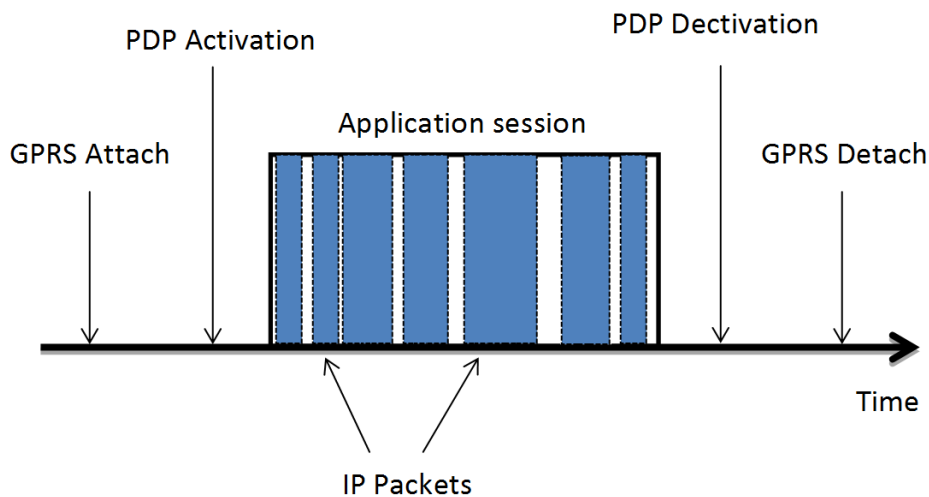 PDP Activation
PDP Dectivation
Application session
GPRS Attach
GPRS Detach
Time
IP Packets